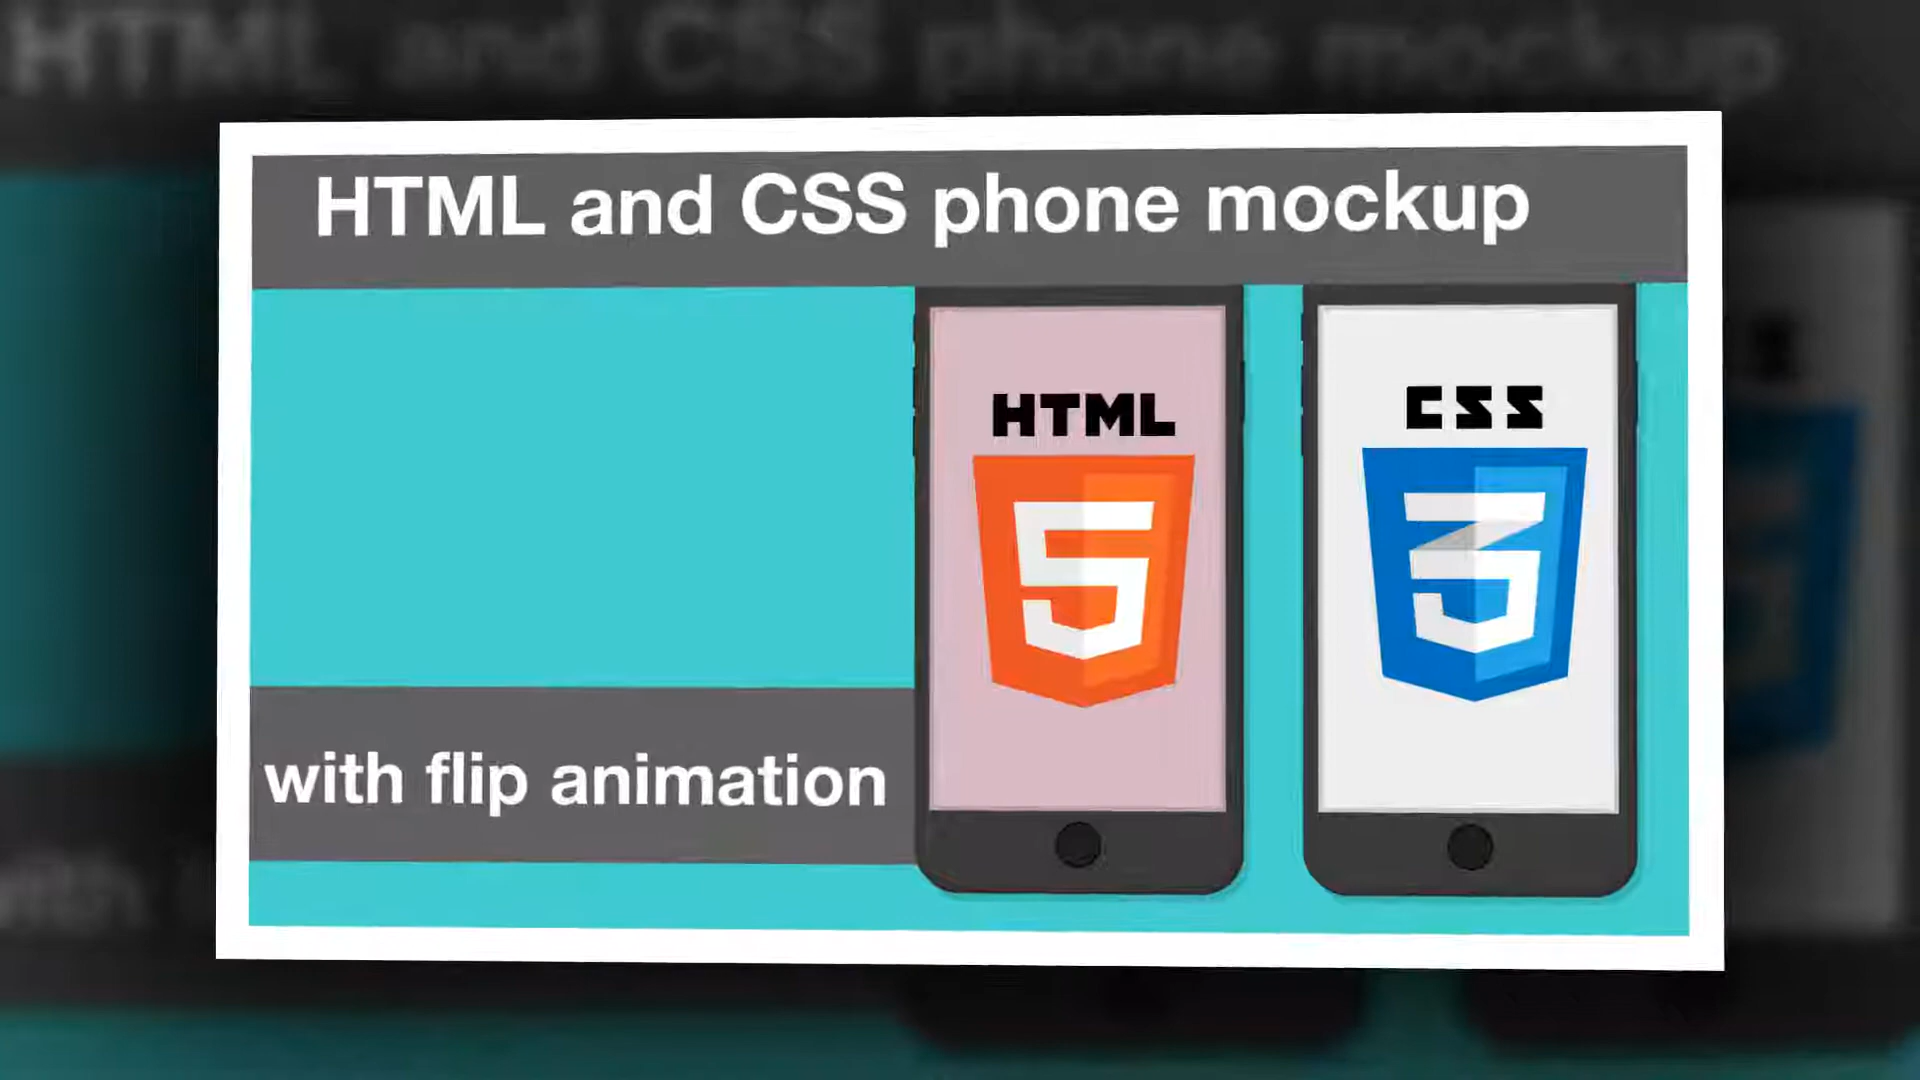 HTML and CSS phone mockup
HTML
5
CSS
3
with flip animation